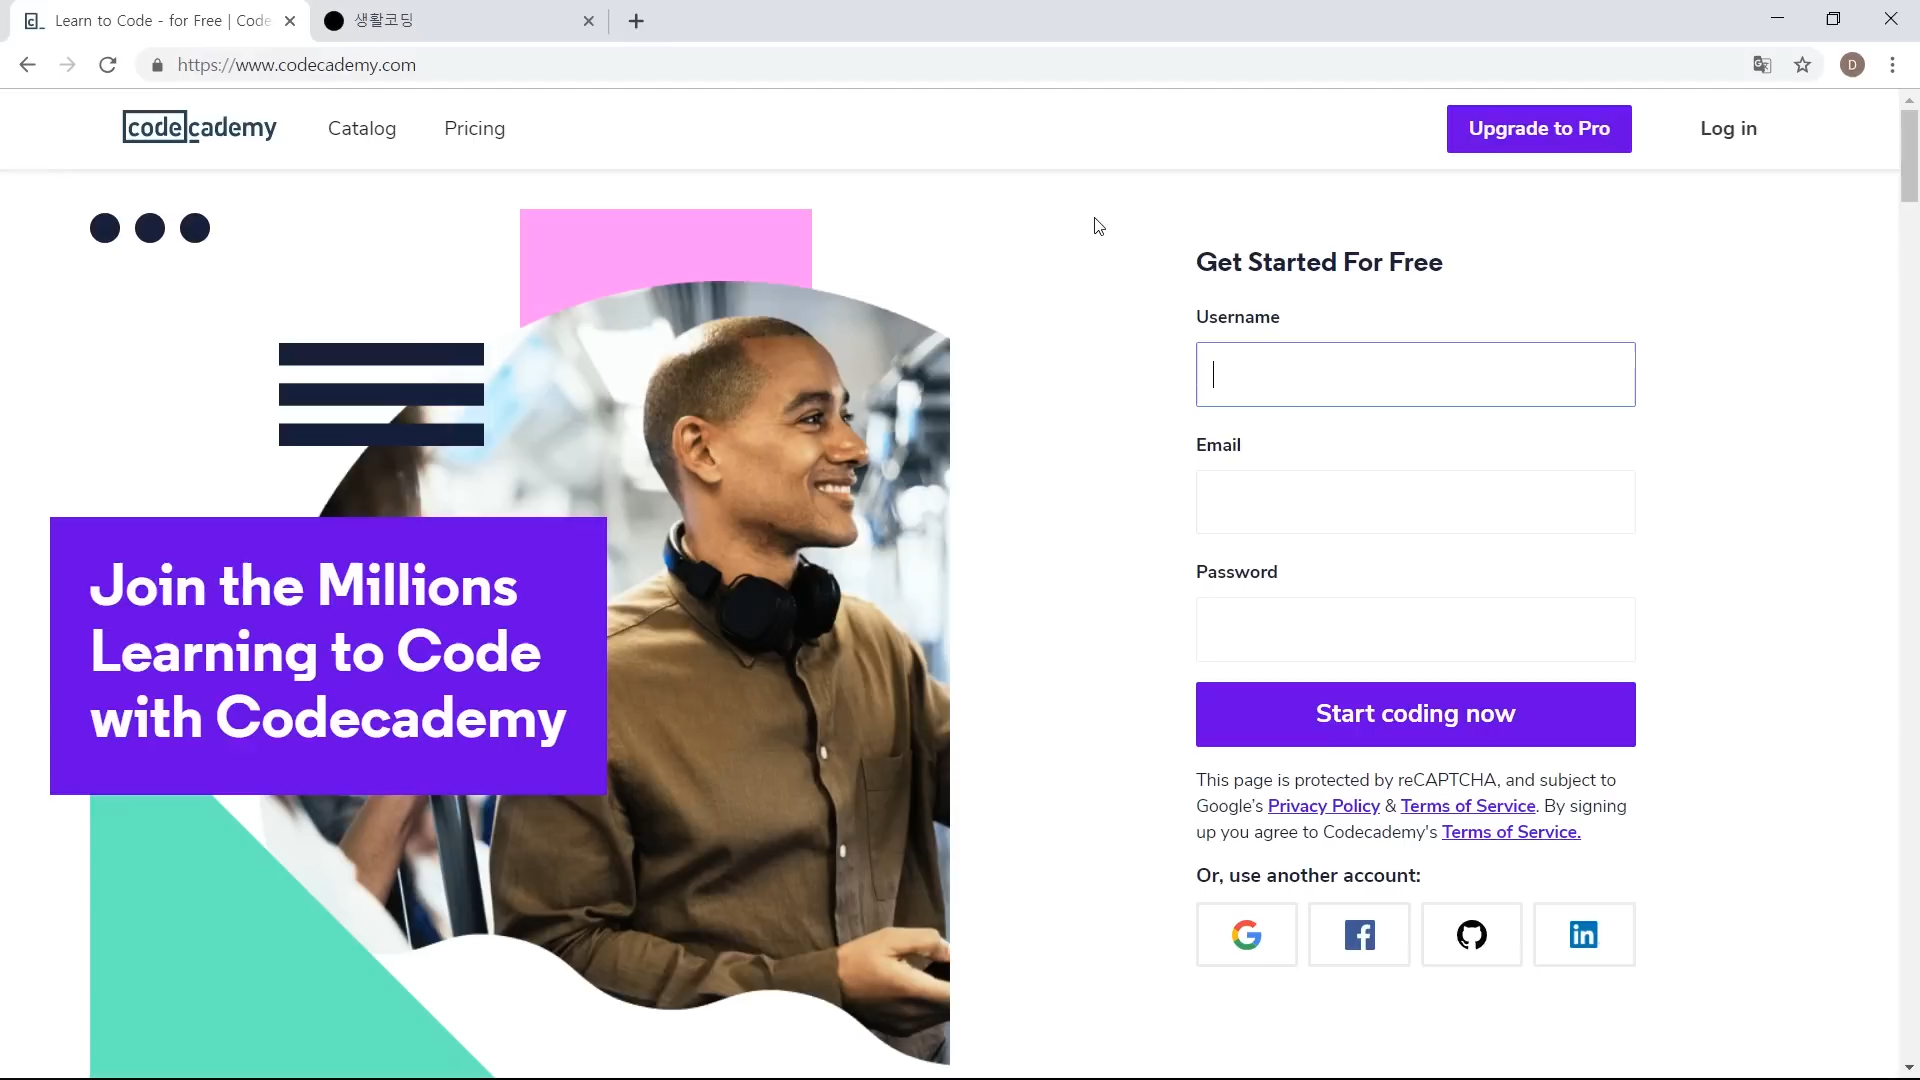 Learn to Code - for Free | Code
생활코딩
https://www.codecademy.com
D
codecademy
Catalog
Pricing
Upgrade to Pro
Log in
Get Started For Free
Username
Email
Password
Start coding now
This page is protected by reCAPTCHA, and subject to
Google's Privacy Policy & Terms of Service. By signing
up you agree to Codecademy's Terms of Service.
Or, use another account:
Join the Millions
Learning to Code
with Codecademy